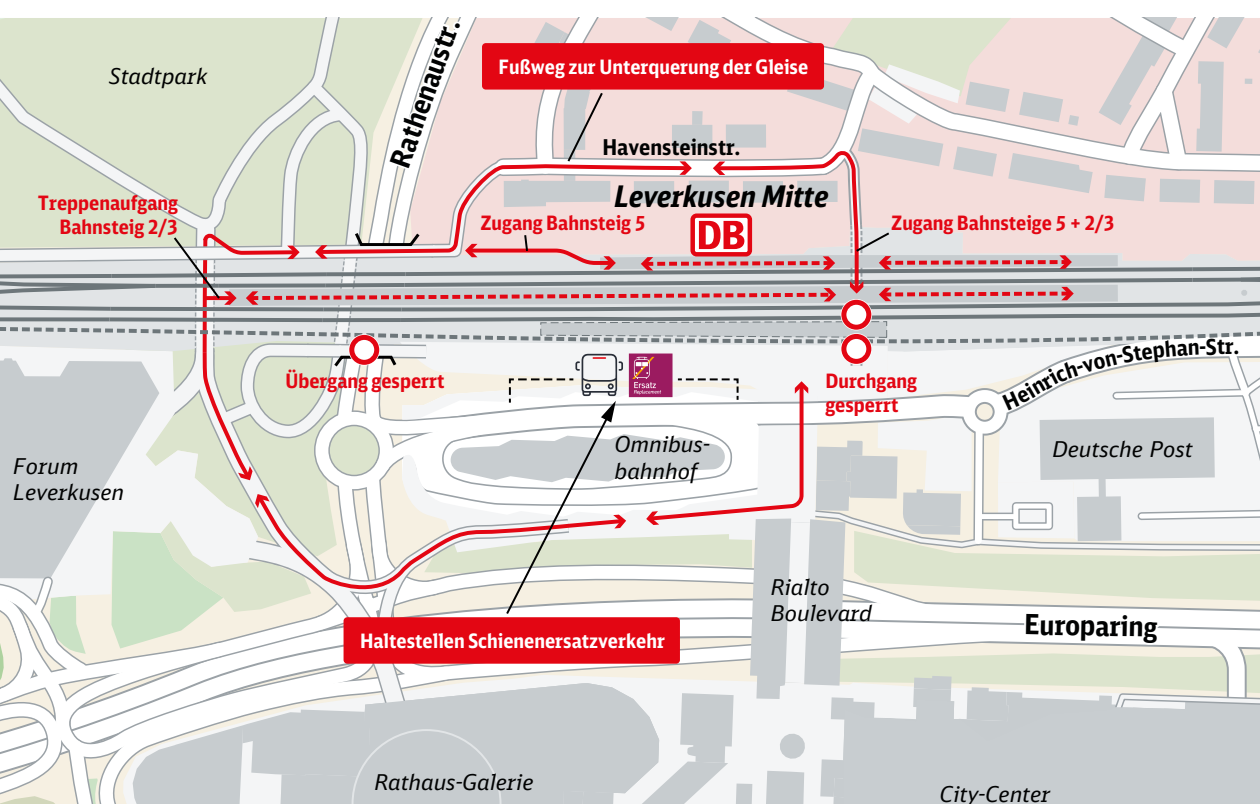 Stadtpark
Rathenaustr.
Fußweg zur Unterquerung der Gleise
Havensteinstr.
Leverkusen Mitte
DB
Treppenaufgang
Bahnsteig 2/3
Zugang Bahnsteig 5
Zugang Bahnsteige 5 + 2/3
Übergang gesperrt
Ersatz
Replacement
Durchgang
gesperrt
Heinrich-von-Stephan-Str.
Omnibus-
bahnhof
Deutsche Post
Forum
Leverkusen
Rialto
Boulevard
Europaring
Haltestellen Schienenersatzverkehr
Rathaus-Galerie
City-Center